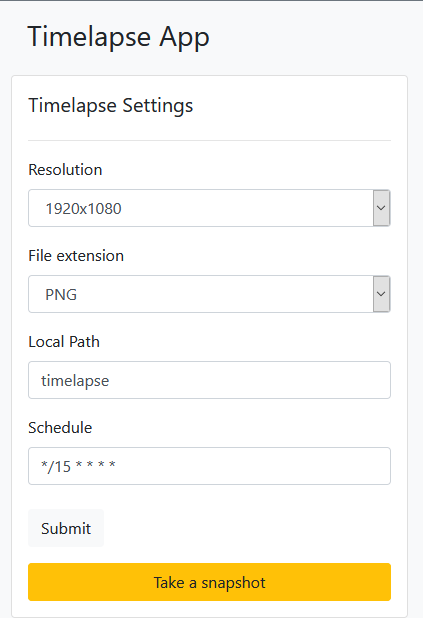 Timelapse App
Timelapse Settings
Resolution
1920x1080
File extension
PNG
Local Path
timelapse
Schedule
*/15 * * * *
Submit
Take a snapshot